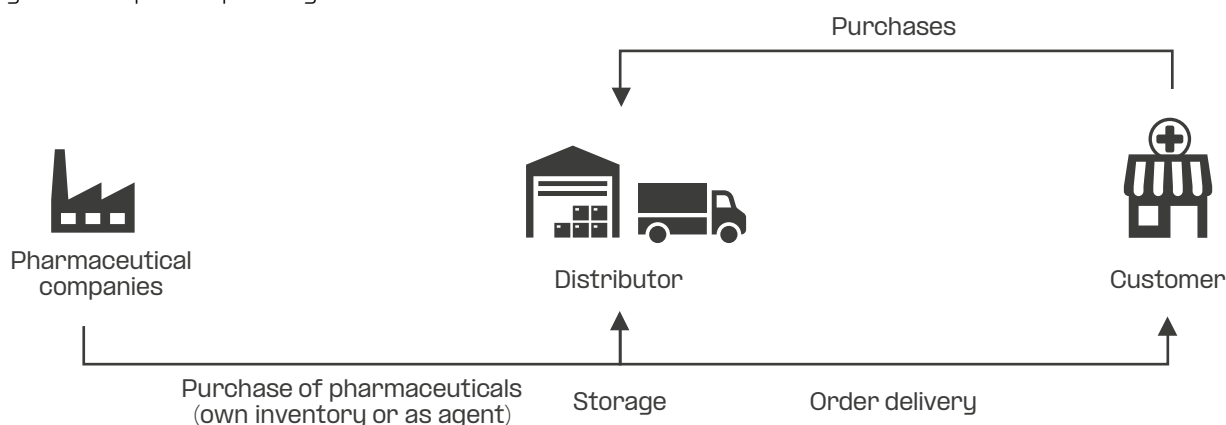 Purchases
Pharmaceutical
companies
Distributor
Customer
Purchase of pharmaceuticals
(own inventory or as agent)
Storage
Order delivery